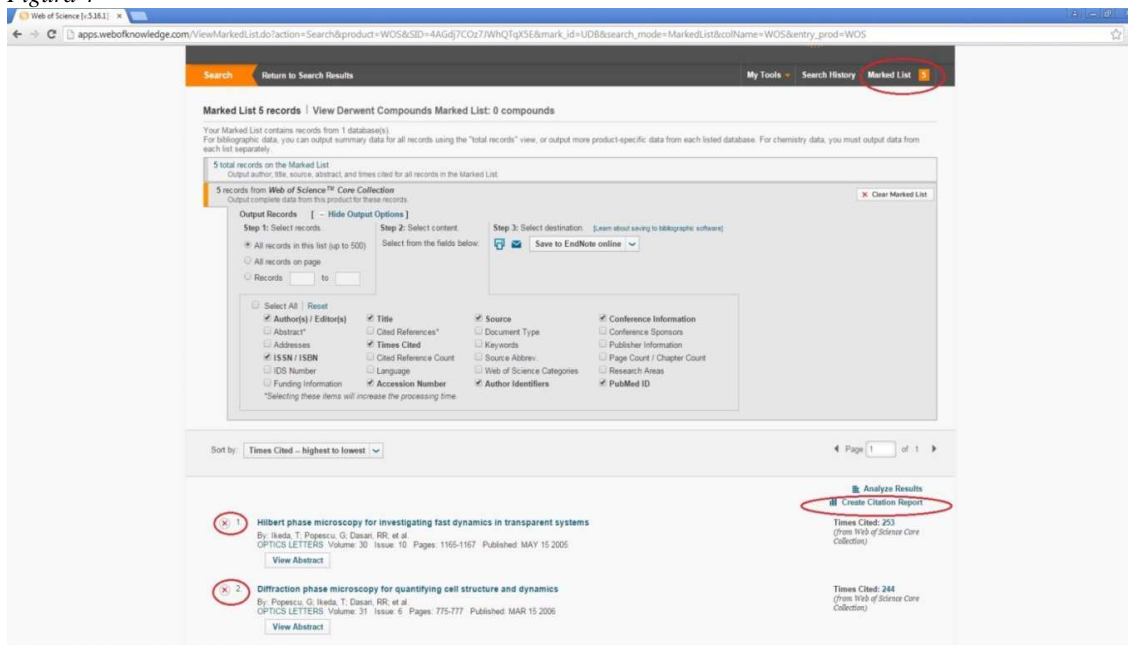 Web of Science [v.5.16.1]
apps.webofknowledge.com/ViewMarkedList.do?action=Search&product=WOS&SID=4AGdj7COz7JWhQTqX5E&mark_id=UDB&search_mode=MarkedList&colName=WOS&entry_prod=WOS
Search Return to Search Results My Tools Search History Marked List 5
Marked List 5 records | View Derwent Compounds Marked List: 0 compounds
Your Marked List contains records from 1 database(s).
For bibliographic data, you can output summary data for all records using the "total records" view, or output more product-specific data from each listed database. For chemistry data, you must output data from
each list separately.
5 total records on the Marked List
Output author, title, source, abstract, and times cited for all records in the Marked List.
5 records from Web of Science™ Core Collection
Output complete data from this product for these records.
Clear Marked List
Output Records [ – Hide Output Options ]
Step 1: Select records. Step 2: Select content. Step 3: Select destination. [Learn about saving to bibliographic software]
All records in this list (up to 500) Select from the fields below: Save to EndNote online
All records on page
Records to
Select All | Reset
Author(s) / Editor(s) Title Source Conference Information
Abstract* Cited References* Document Type Conference Sponsors
Addresses Times Cited Keywords Publisher Information
ISSN / ISBN Cited Reference Count Source Abbrev. Page Count / Chapter Count
IDS Number Language Web of Science Categories Research Areas
Funding Information Accession Number Author Identifiers PubMed ID
*Selecting these items will increase the processing time.
Sort by: Times Cited – highest to lowest Page 1 of 1
Analyze Results
Create Citation Report
1. Hilbert phase microscopy for investigating fast dynamics in transparent systems Times Cited: 253
By: Ikeda, T; Popescu, G; Dasari, RR; et al. (from Web of Science Core
OPTICS LETTERS Volume: 30 Issue: 10 Pages: 1165-1167 Published: MAY 15 2005 Collection)
View Abstract
2. Diffraction phase microscopy for quantifying cell structure and dynamics Times Cited: 244
By: Popescu, G; Ikeda, T; Dasari, RR; et al. (from Web of Science Core
OPTICS LETTERS Volume: 31 Issue: 6 Pages: 775-777 Published: MAR 15 2006 Collection)
View Abstract